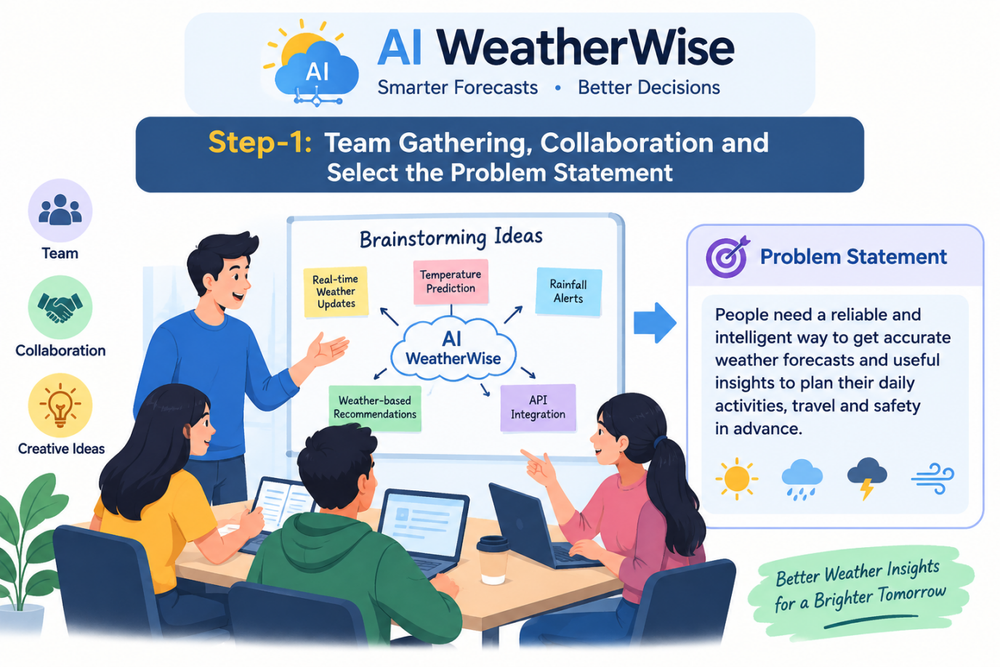 AI
AI WeatherWise
Smarter Forecasts • Better Decisions
Step-1: Team Gathering, Collaboration and
Select the Problem Statement
Team
Collaboration
Creative Ideas
Brainstorming Ideas
Real-time
Weather
Updates
Temperature
Prediction
Rainfall
Alerts
AI
WeatherWise
Weather-based
Recommendations
API
Integration
Problem Statement
People need a reliable and
intelligent way to get accurate
weather forecasts and useful
insights to plan their daily
activities, travel and safety
in advance.
Better Weather Insights
for a Brighter Tomorrow